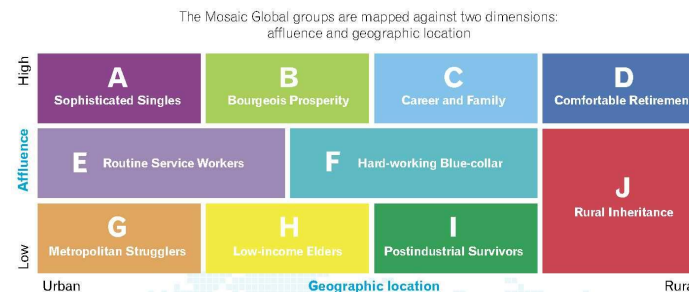 The Mosaic Global groups are mapped against two dimensions:
affluence and geographic location
High
A
Sophisticated Singles
B
Bourgeois Prosperity
C
Career and Family
D
Comfortable Retiremen
Affluence
E Routine Service Workers
F Hard-working Blue-collar
J
Rural Inheritance
Low
G
Metropolitan Strugglers
H
Low-income Elders
I
Postindustrial Survivors
Urban
Geographic location
Rura